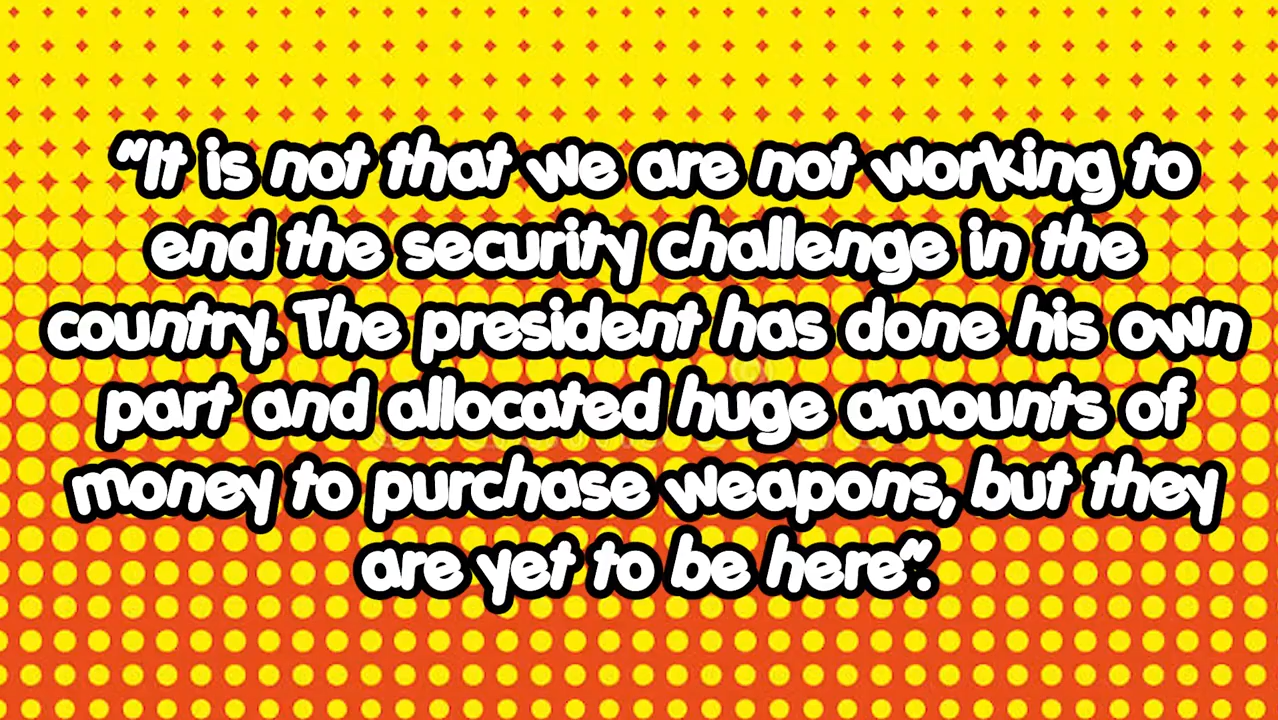 "It is not that we are not working to
end the security challenge in the
country. The president has done his own
part and allocated huge amounts of
money to purchase weapons, but they
are yet to be here".